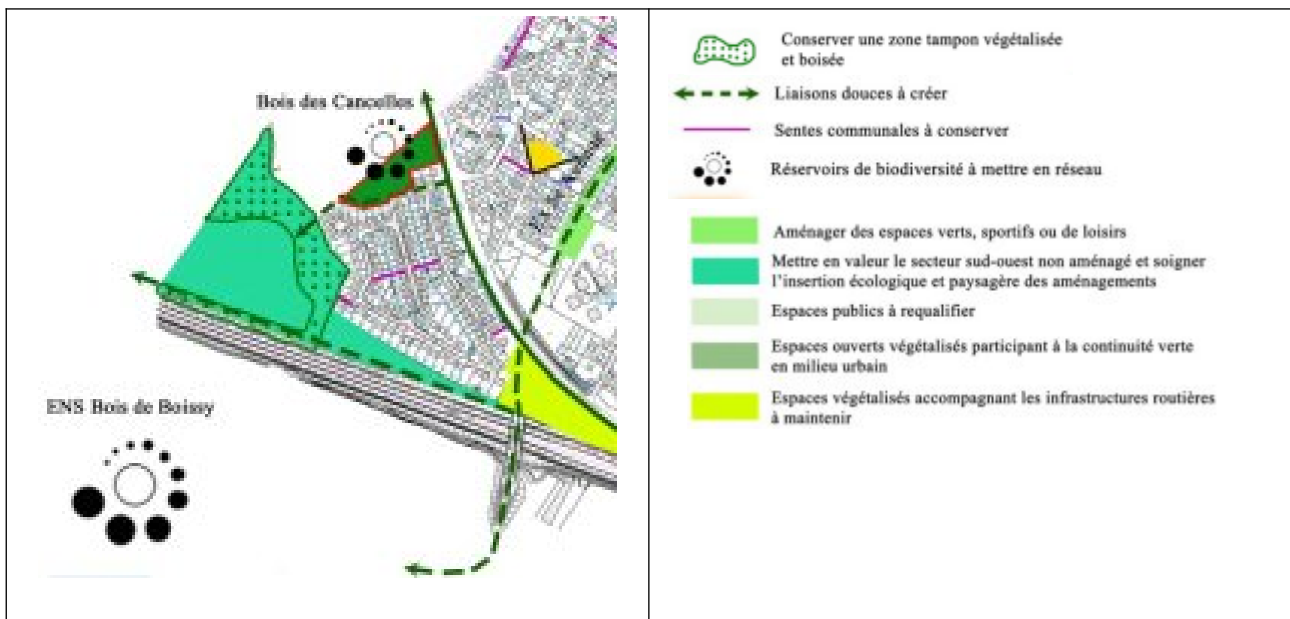 Bois des Cancelles
ENS Bois de Boissy
Conserver une zone tampon végétalisée
et boisée
Liaisons douces à créer
Sentes communales à conserver
Réservoirs de biodiversité à mettre en réseau
Aménager des espaces verts, sportifs ou de loisirs
Mettre en valeur le secteur sud-ouest non aménagé et soigner
l'insertion écologique et paysagère des aménagements
Espaces publics à requalifier
Espaces ouverts végétalisés participant à la continuité verte
en milieu urbain
Espaces végétalisés accompagnant les infrastructures routières
à maintenir